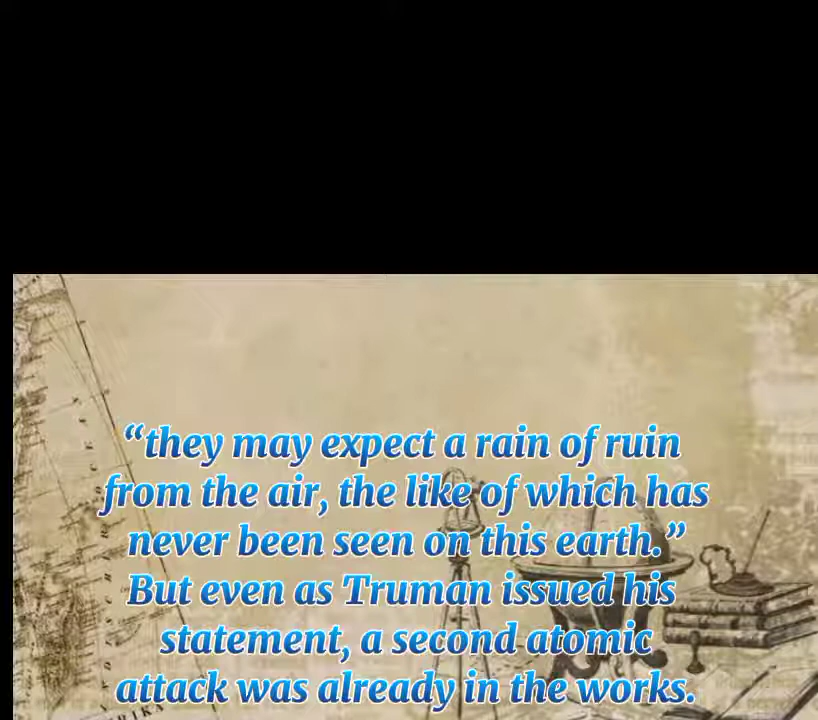 “they may expect a rain of ruin
from the air, the like of which has
never been seen on this earth.”
But even as Truman issued his
statement, a second atomic
attack was already in the works.